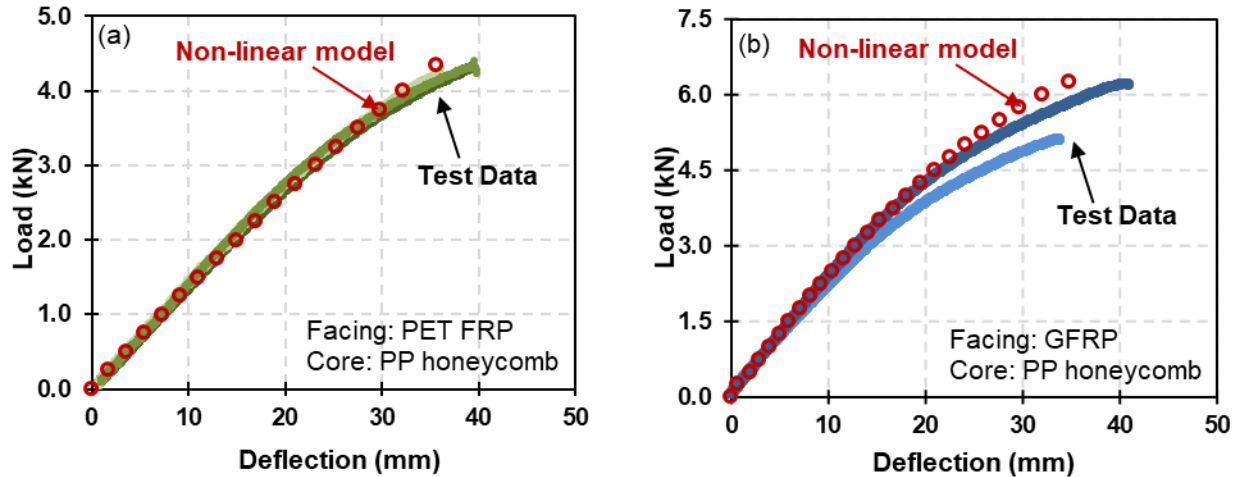 (a)
Non-linear model
Test Data
Facing: PET FRP
Core: PP honeycomb
5.0
4.0
3.0
2.0
1.0
0.0
Load (kN)
0 10 20 30 40 50
Deflection (mm)
(b)
Non-linear model
Test Data
Facing: GFRP
Core: PP honeycomb
7.5
6.0
4.5
3.0
1.5
0.0
Load (kN)
0 10 20 30 40 50
Deflection (mm)